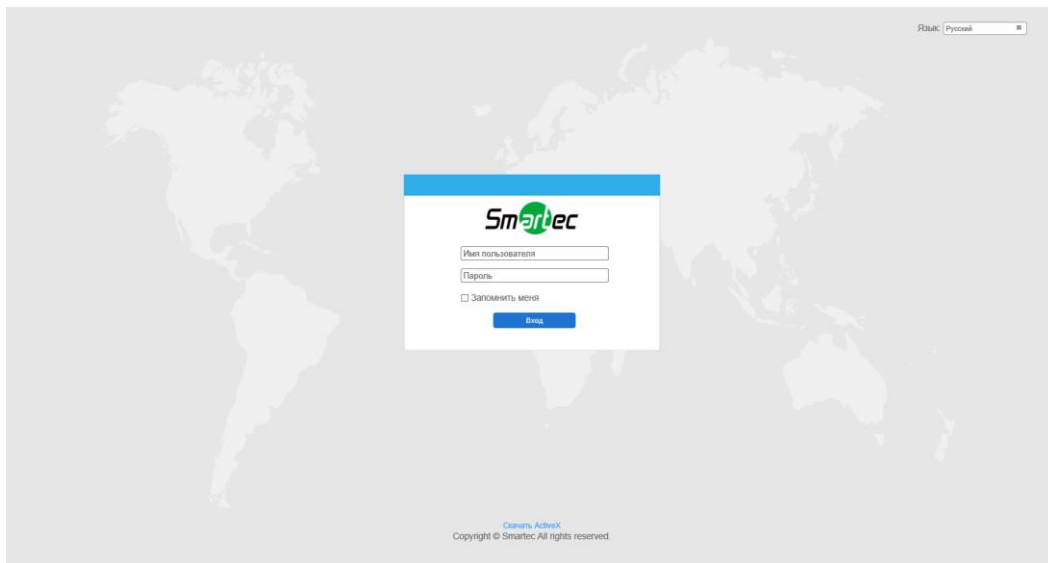 Язык: Русский
Smartec
Имя пользователя
Пароль
Запомнить меня
Вход
Скачать ActiveX
Copyright © Smartec All rights reserved.